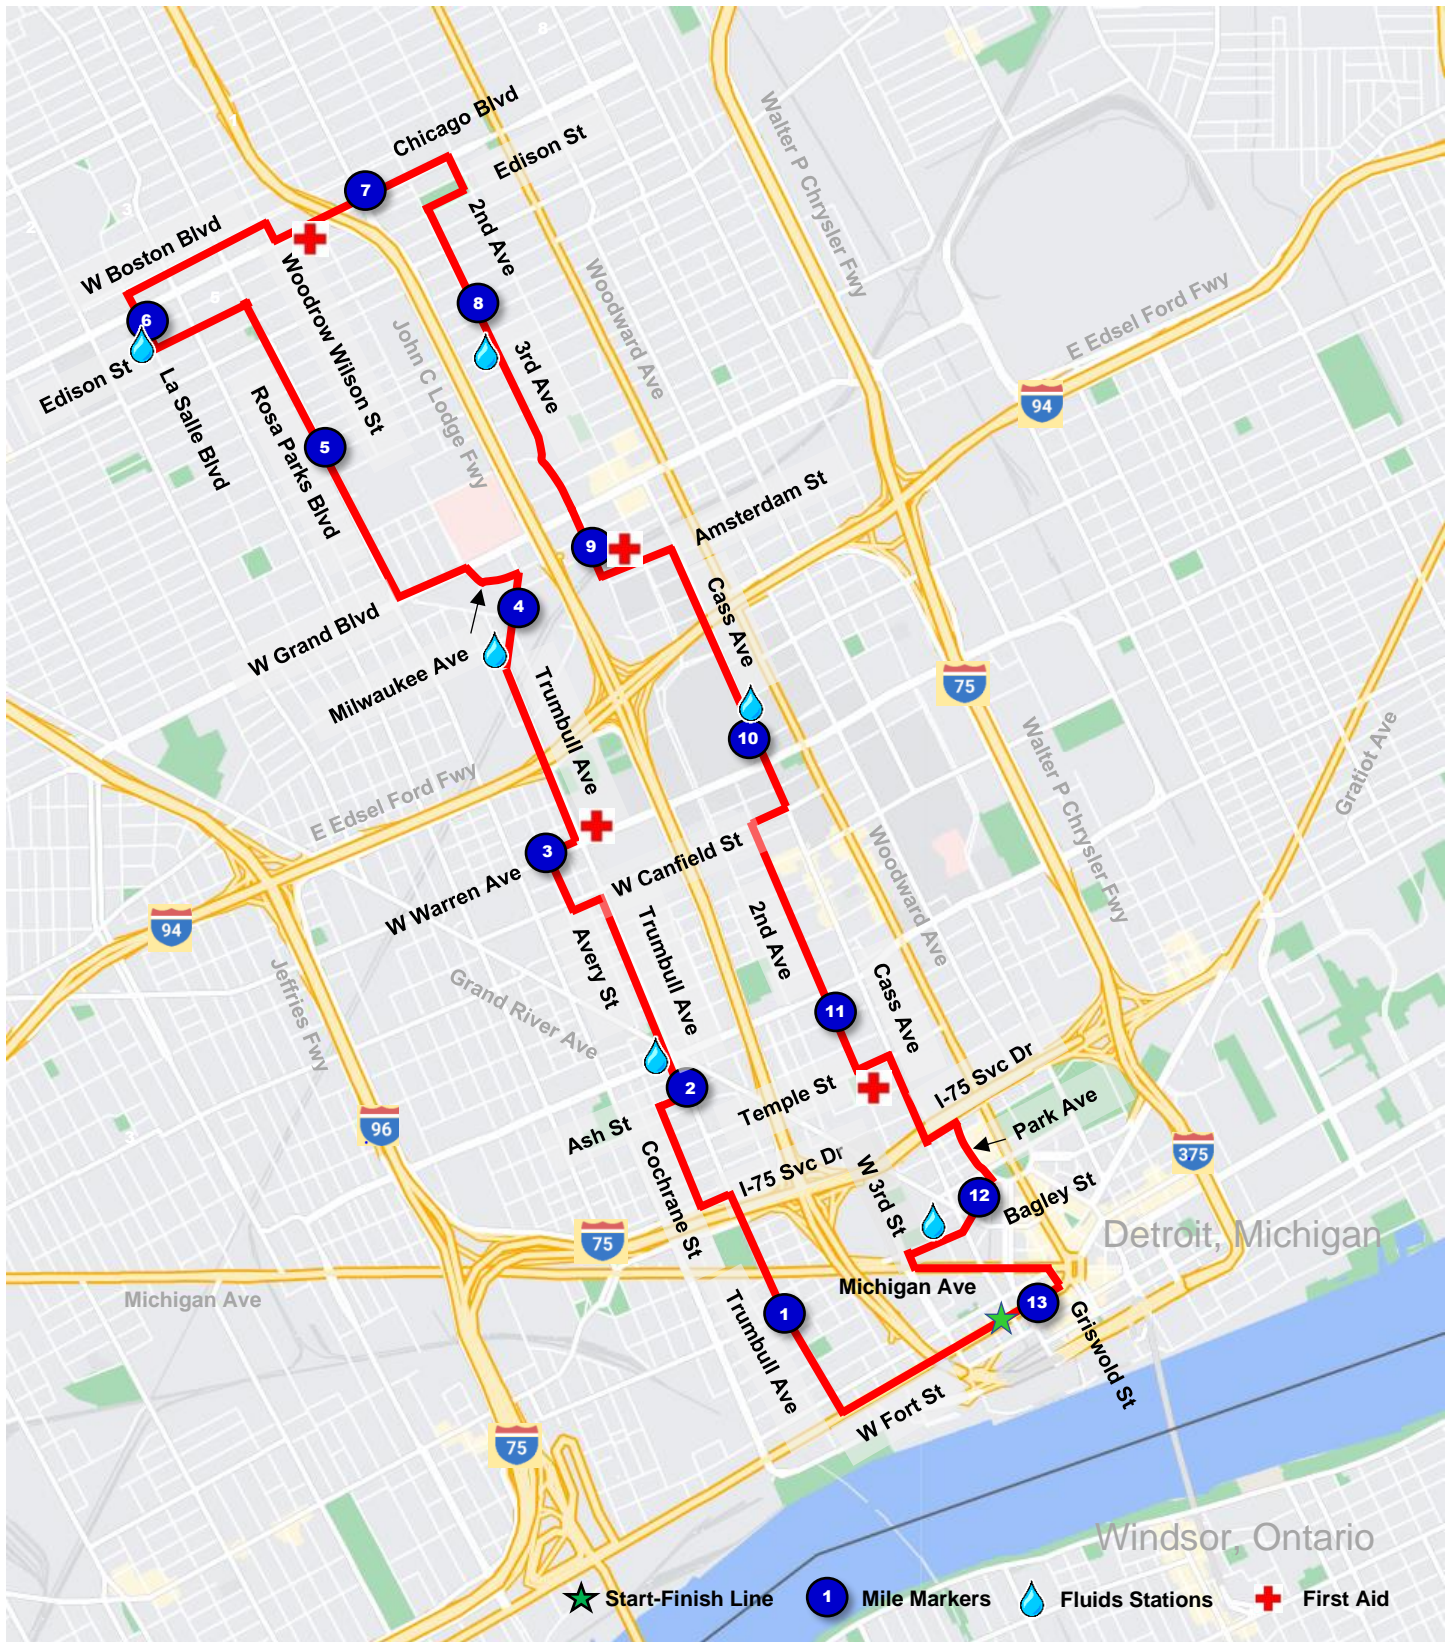 8
Chicago Blvd
Edison St
1
Walter P Chrysler Fwy
7
3
2
2nd Ave
W Boston Blvd
Woodrow Wilson St
Woodward Ave
E Edsel Ford Fwy
8
8
6
John C Lodge Fwy
3rd Ave
Edison St
La Salle Blvd
Rosa Parks Blvd
94
5
Amsterdam St
9
Cass Ave
4
W Grand Blvd
Milwaukee Ave
Trumbull Ave
75
10
Walter P Chrysler Fwy
Gratiot Ave
E Edsel Ford Fwy
3
W Canfield St
Woodward Ave
W Warren Ave
94
Avery St
Trumbull Ave
2nd Ave
Jeffries Fwy
Grand River Ave
Cass Ave
11
I-75 Svc Dr
2
Temple St
Park Ave
96
Ash St
375
Cochrane St
I-75 Svc Dr
W 3rd St
12
Bagley St
75
Detroit, Michigan
Michigan Ave
Michigan Ave
1
13
Trumbull Ave
Griswold St
W Fort St
75
Windsor, Ontario
Start-Finish Line
1
Mile Markers
Fluids Stations
First Aid